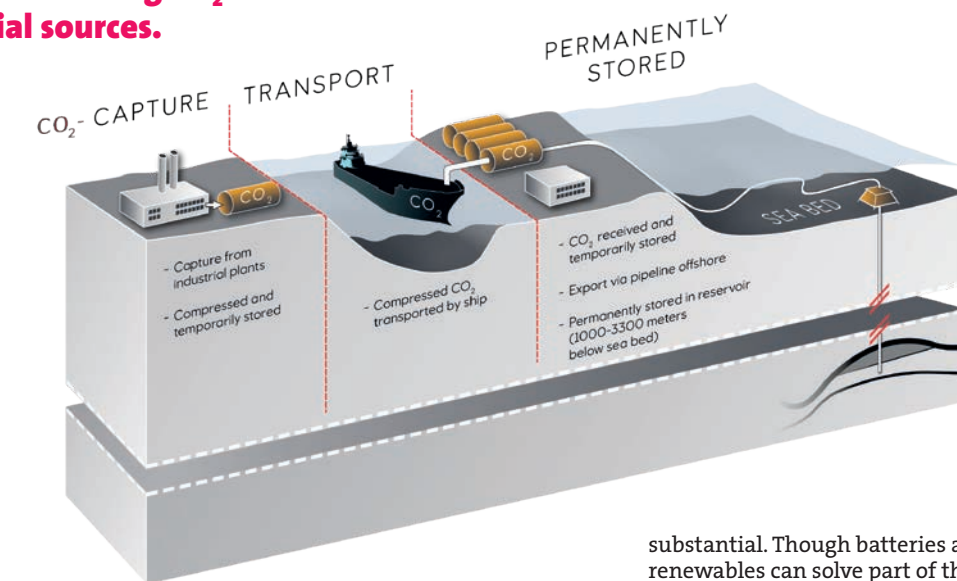 ial sources.
CO₂- CAPTURE
TRANSPORT
PERMANENTLY
STORED
CO₂
CO₂
CO₂
SEA BED
- Capture from
industrial plants
- Compressed and
temporarily stored
- Compressed CO₂
transported by ship
- CO₂ received and
temporarily stored
- Export via pipeline offshore
- Permanently stored in reservoir
(1000-3300 meters
below sea bed)
substantial. Though batteries a
renewables can solve part of th